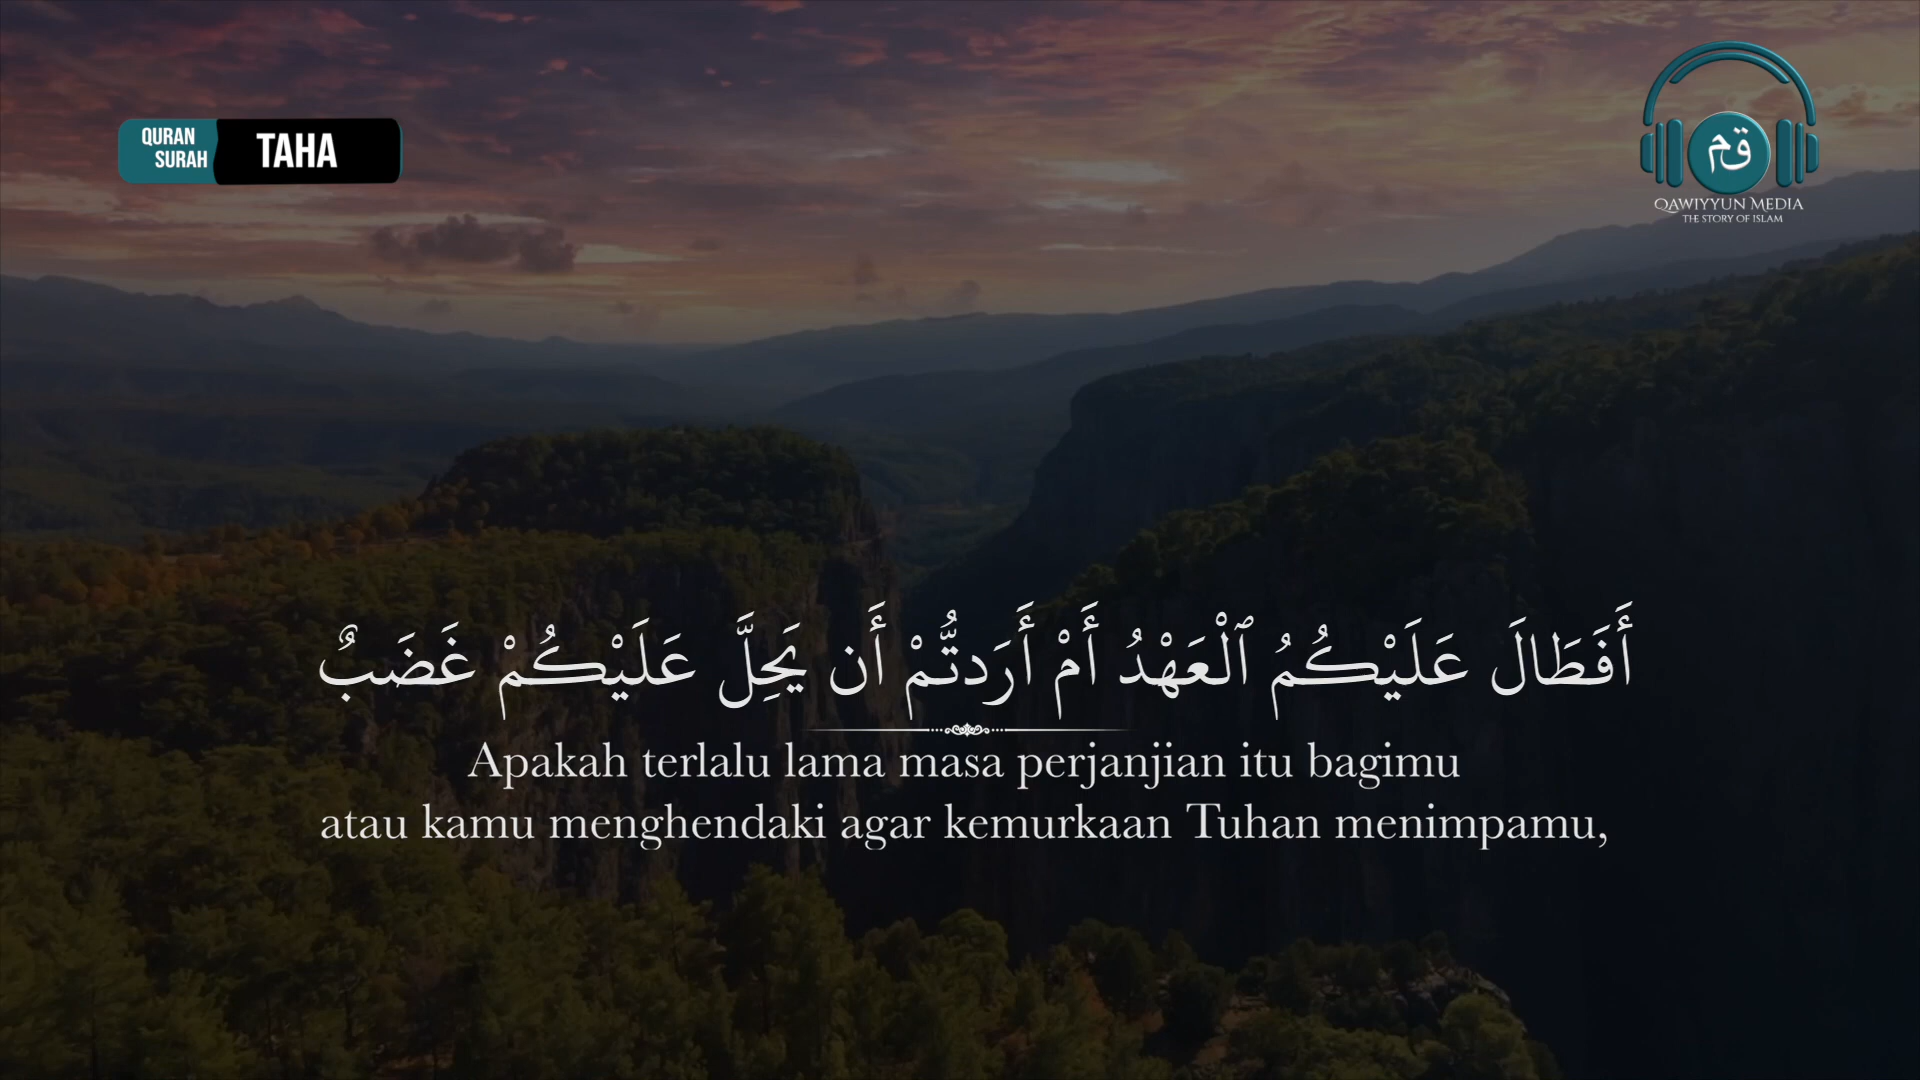 QURAN
SURAH
TAHA
قم
QAWIYYUN MEDIA
THE STORY OF ISLAM
أَفَطَالَ عَلَيْكُمُ ٱلْعَهْدُ أَمْ أَرَدتُّمْ أَن يَحِلَّ عَلَيْكُمْ غَضَبٌ
Apakah terlalu lama masa perjanjian itu bagimu
atau kamu menghendaki agar kemurkaan Tuhan menimpamu,